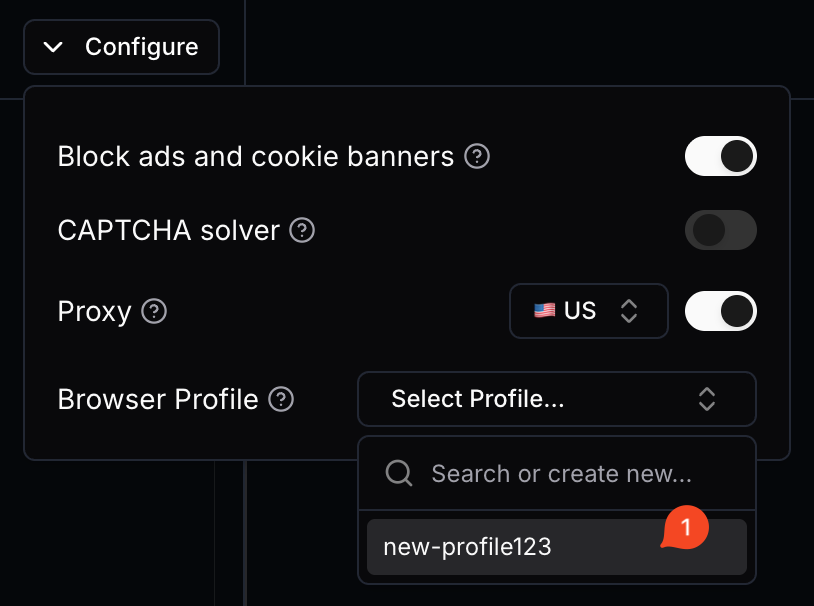 Configure
Block ads and cookie banners ?
CAPTCHA solver ?
Proxy ?
🇺🇸 US
Browser Profile ?
Select Profile...
Search or create new...
new-profile123
1